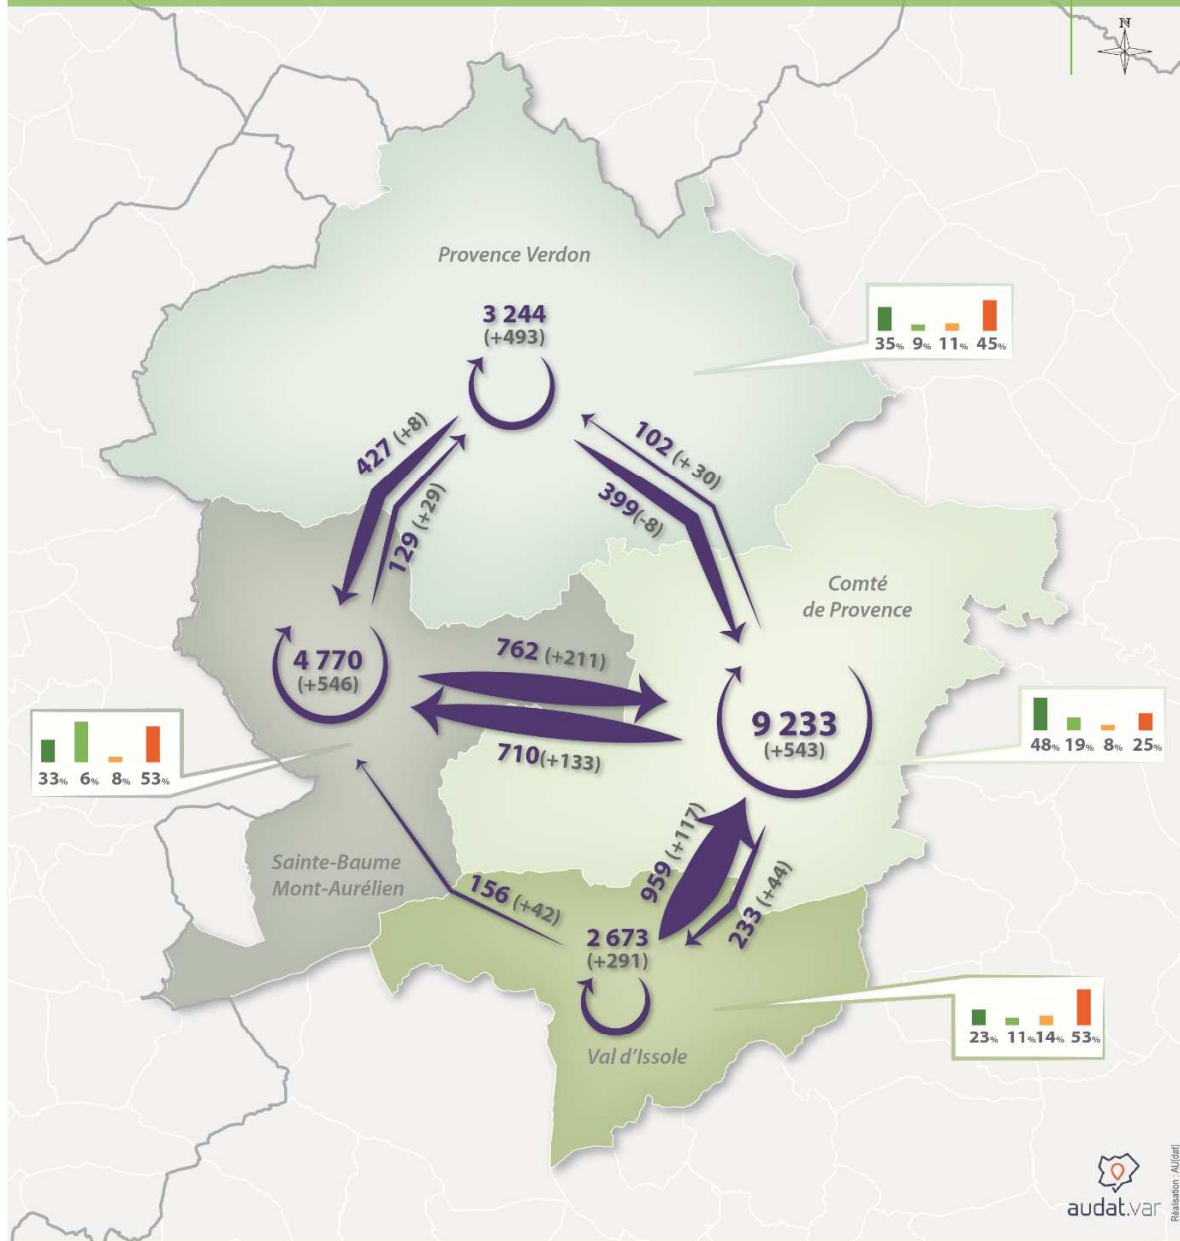 N
Provence Verdon
3 244
(+493)
35% 9% 11% 45%
427 (+8)
129 (+29)
102 (+ 30)
399(-8)
Comté
de Provence
4 770
(+546)
762 (+211)
710(+133)
9 233
(+543)
48% 19% 8% 25%
33% 6% 8% 53%
Sainte-Baume
Mont-Aurélien
156 (+42)
959 (+117)
233 (+44)
2 673
(+291)
Val d'Issole
23% 11% 14% 53%
audat.var
Réalisation : AU[dat]